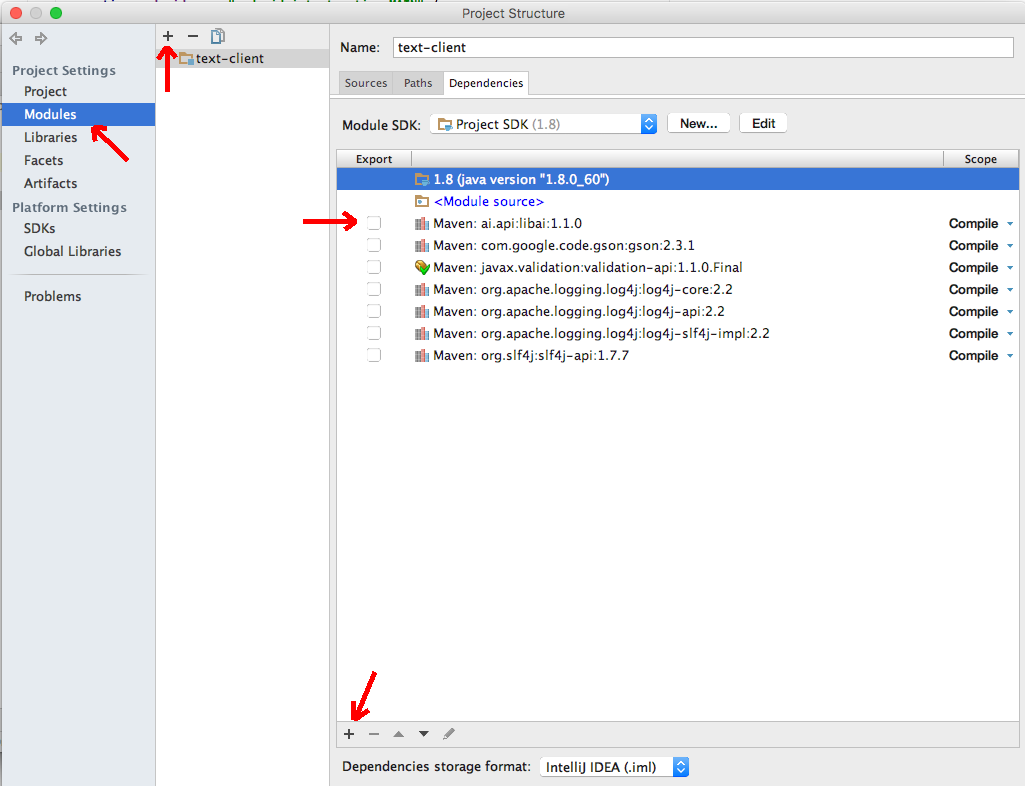 Project Structure
Project Settings
Project
Modules
Libraries
Facets
Artifacts
Platform Settings
SDKs
Global Libraries
Problems
text-client
Name: text-client
Sources Paths Dependencies
Module SDK: Project SDK (1.8) New... Edit
Export Scope
1.8 (java version "1.8.0_60")
<Module source>
Maven: ai.api:libai:1.1.0 Compile
Maven: com.google.code.gson:gson:2.3.1 Compile
Maven: javax.validation:validation-api:1.1.0.Final Compile
Maven: org.apache.logging.log4j:log4j-core:2.2 Compile
Maven: org.apache.logging.log4j:log4j-api:2.2 Compile
Maven: org.apache.logging.log4j:log4j-slf4j-impl:2.2 Compile
Maven: org.slf4j:slf4j-api:1.7.7 Compile
Dependencies storage format: IntelliJ IDEA (.iml)